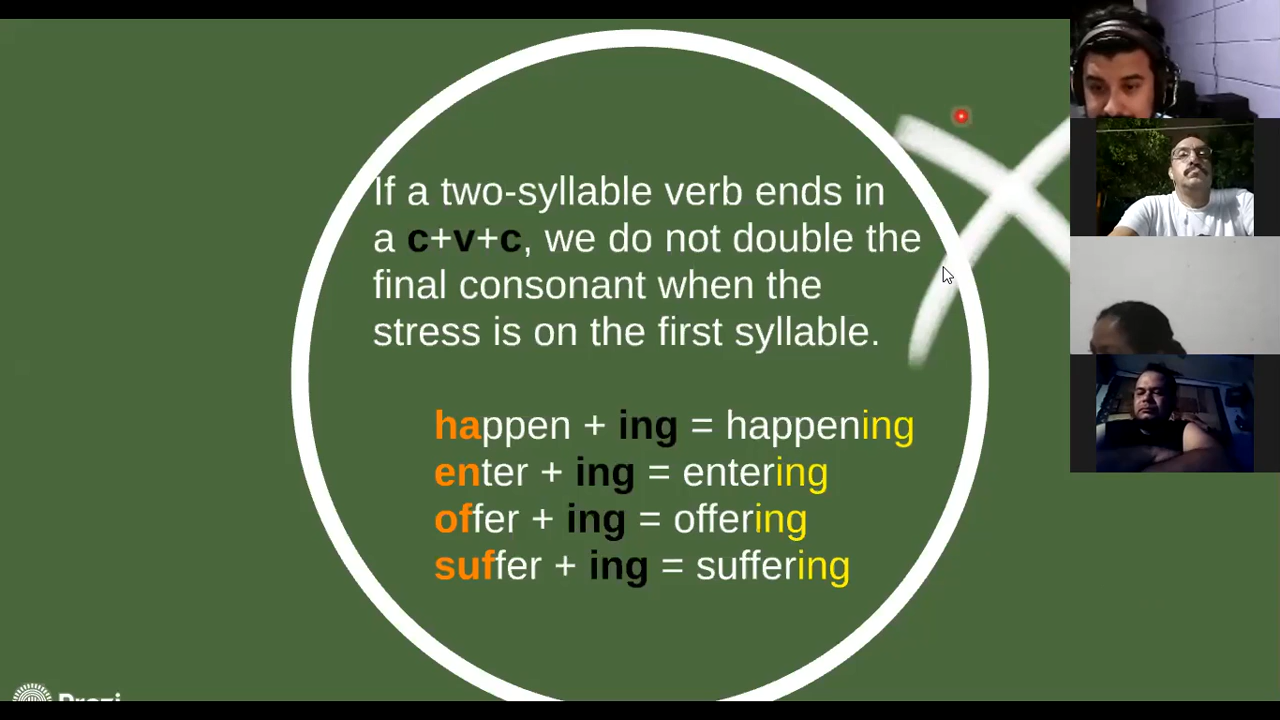 If a two-syllable verb ends in
a c+v+c, we do not double the
final consonant when the
stress is on the first syllable.
happen + ing = happening
enter + ing = entering
offer + ing = offering
suffer + ing = suffering
Prezi